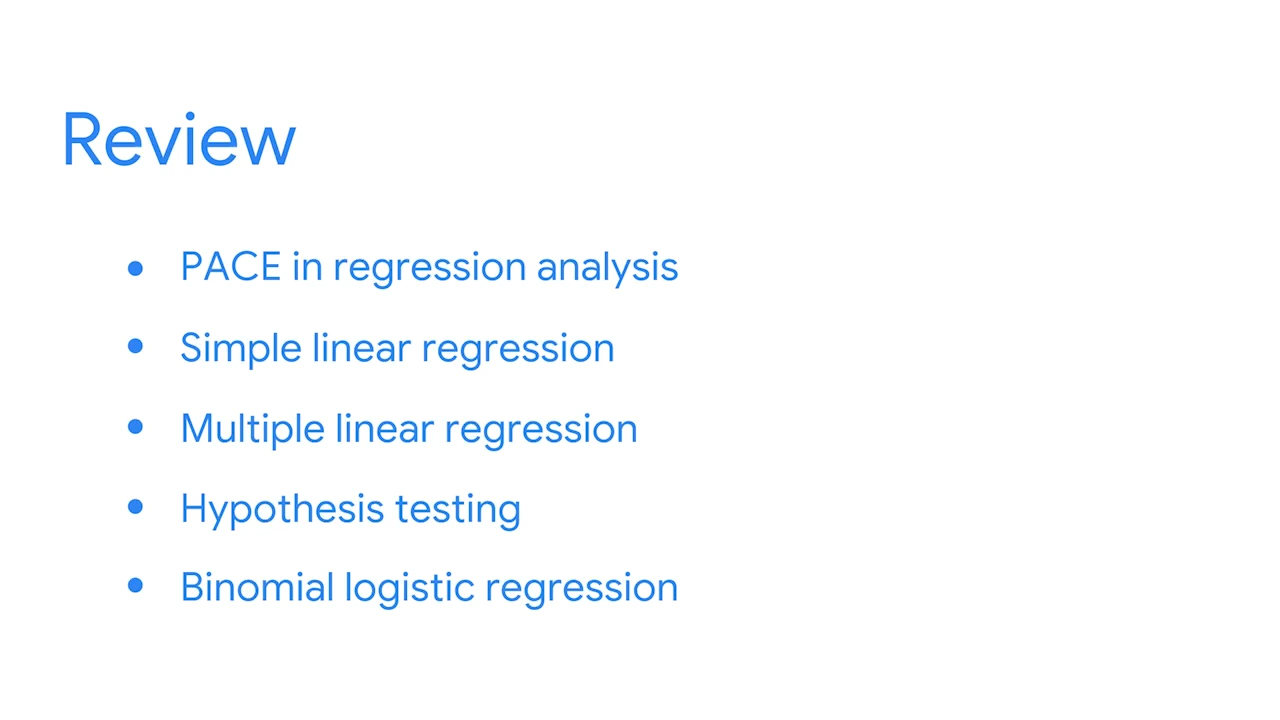 Review
• PACE in regression analysis
• Simple linear regression
• Multiple linear regression
• Hypothesis testing
• Binomial logistic regression